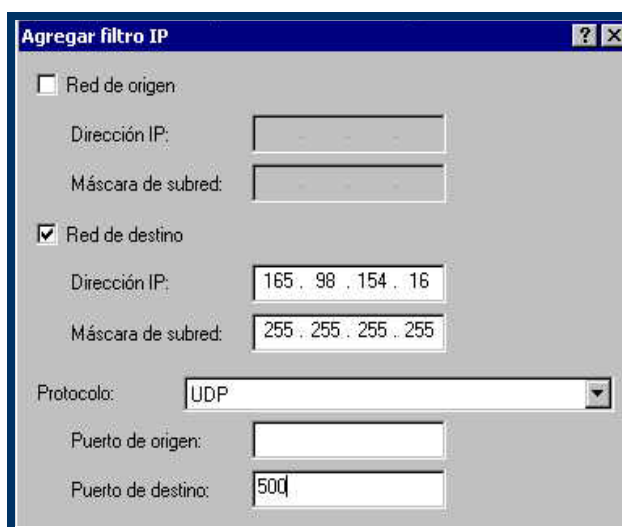 Agregar filtro IP
Red de origen
Dirección IP:
Máscara de subred:
Red de destino
Dirección IP: 165 . 98 . 154 . 16
Máscara de subred: 255 . 255 . 255 . 255
Protocolo: UDP
Puerto de origen:
Puerto de destino: 500